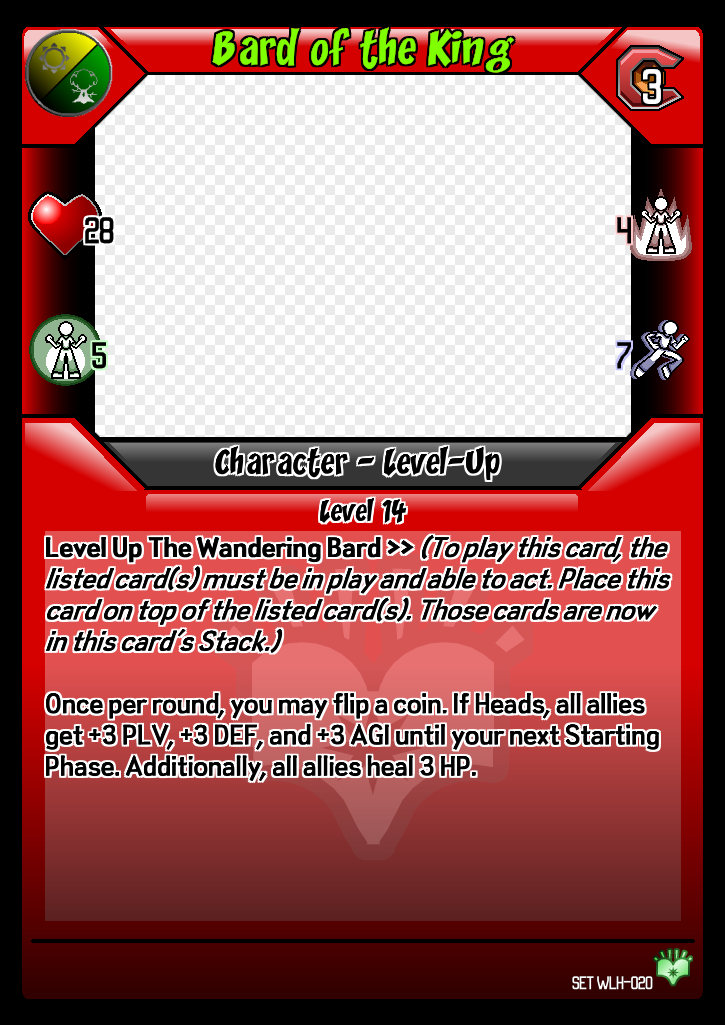 Bard of the King
3
28
4
5
7
Character - Level-Up
Level 14
Level Up The Wandering Bard >> (To play this card, the
listed card(s) must be in play and able to act. Place this
card on top of the listed card(s). Those cards are now
in this card's Stack.)
Once per round, you may flip a coin. If Heads, all allies
get +3 PLV, +3 DEF, and +3 AGI until your next Starting
Phase. Additionally, all allies heal 3 HP.
SET WLH-020